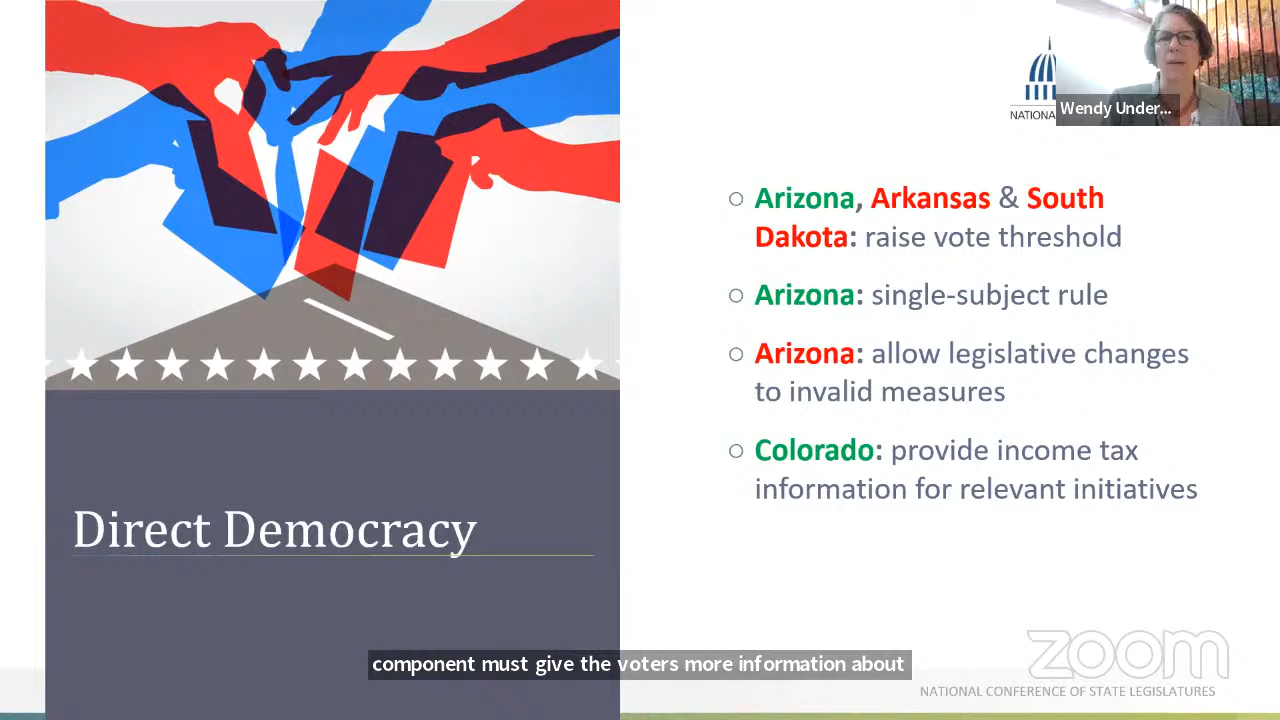 NATIONAL
Wendy Under...
Arizona, Arkansas & South
Dakota: raise vote threshold
Arizona: single-subject rule
Arizona: allow legislative changes
to invalid measures
Colorado: provide income tax
information for relevant initiatives
Direct Democracy
component must give the voters more information about
zoom
NATIONAL CONFERENCE OF STATE LEGISLATURES